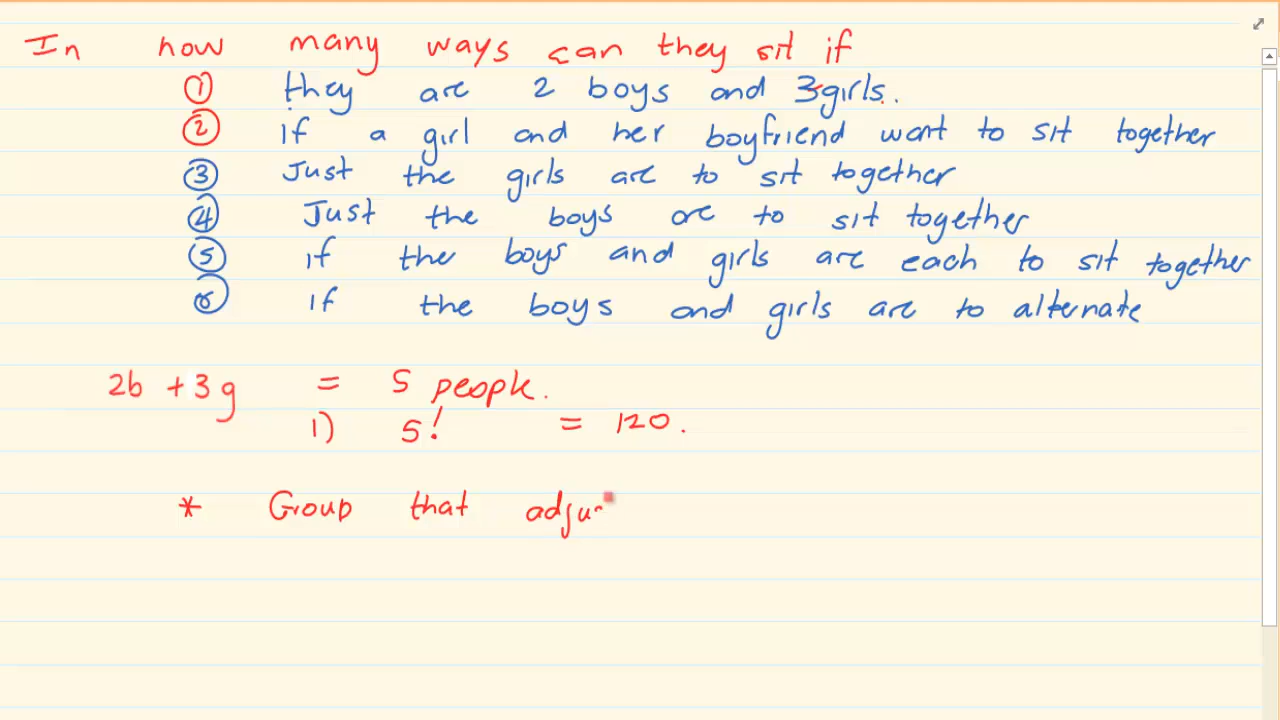 In how many ways can they sit if
① they are 2 boys and 3 girls.
② if a girl and her boyfriend want to sit together
③ Just the girls are to sit together
④ Just the boys are to sit together
⑤ if the boys and girls are each to sit together
⑥ if the boys and girls are to alternate
2b + 3g = 5 people.
1) 5! = 120.
* Group that